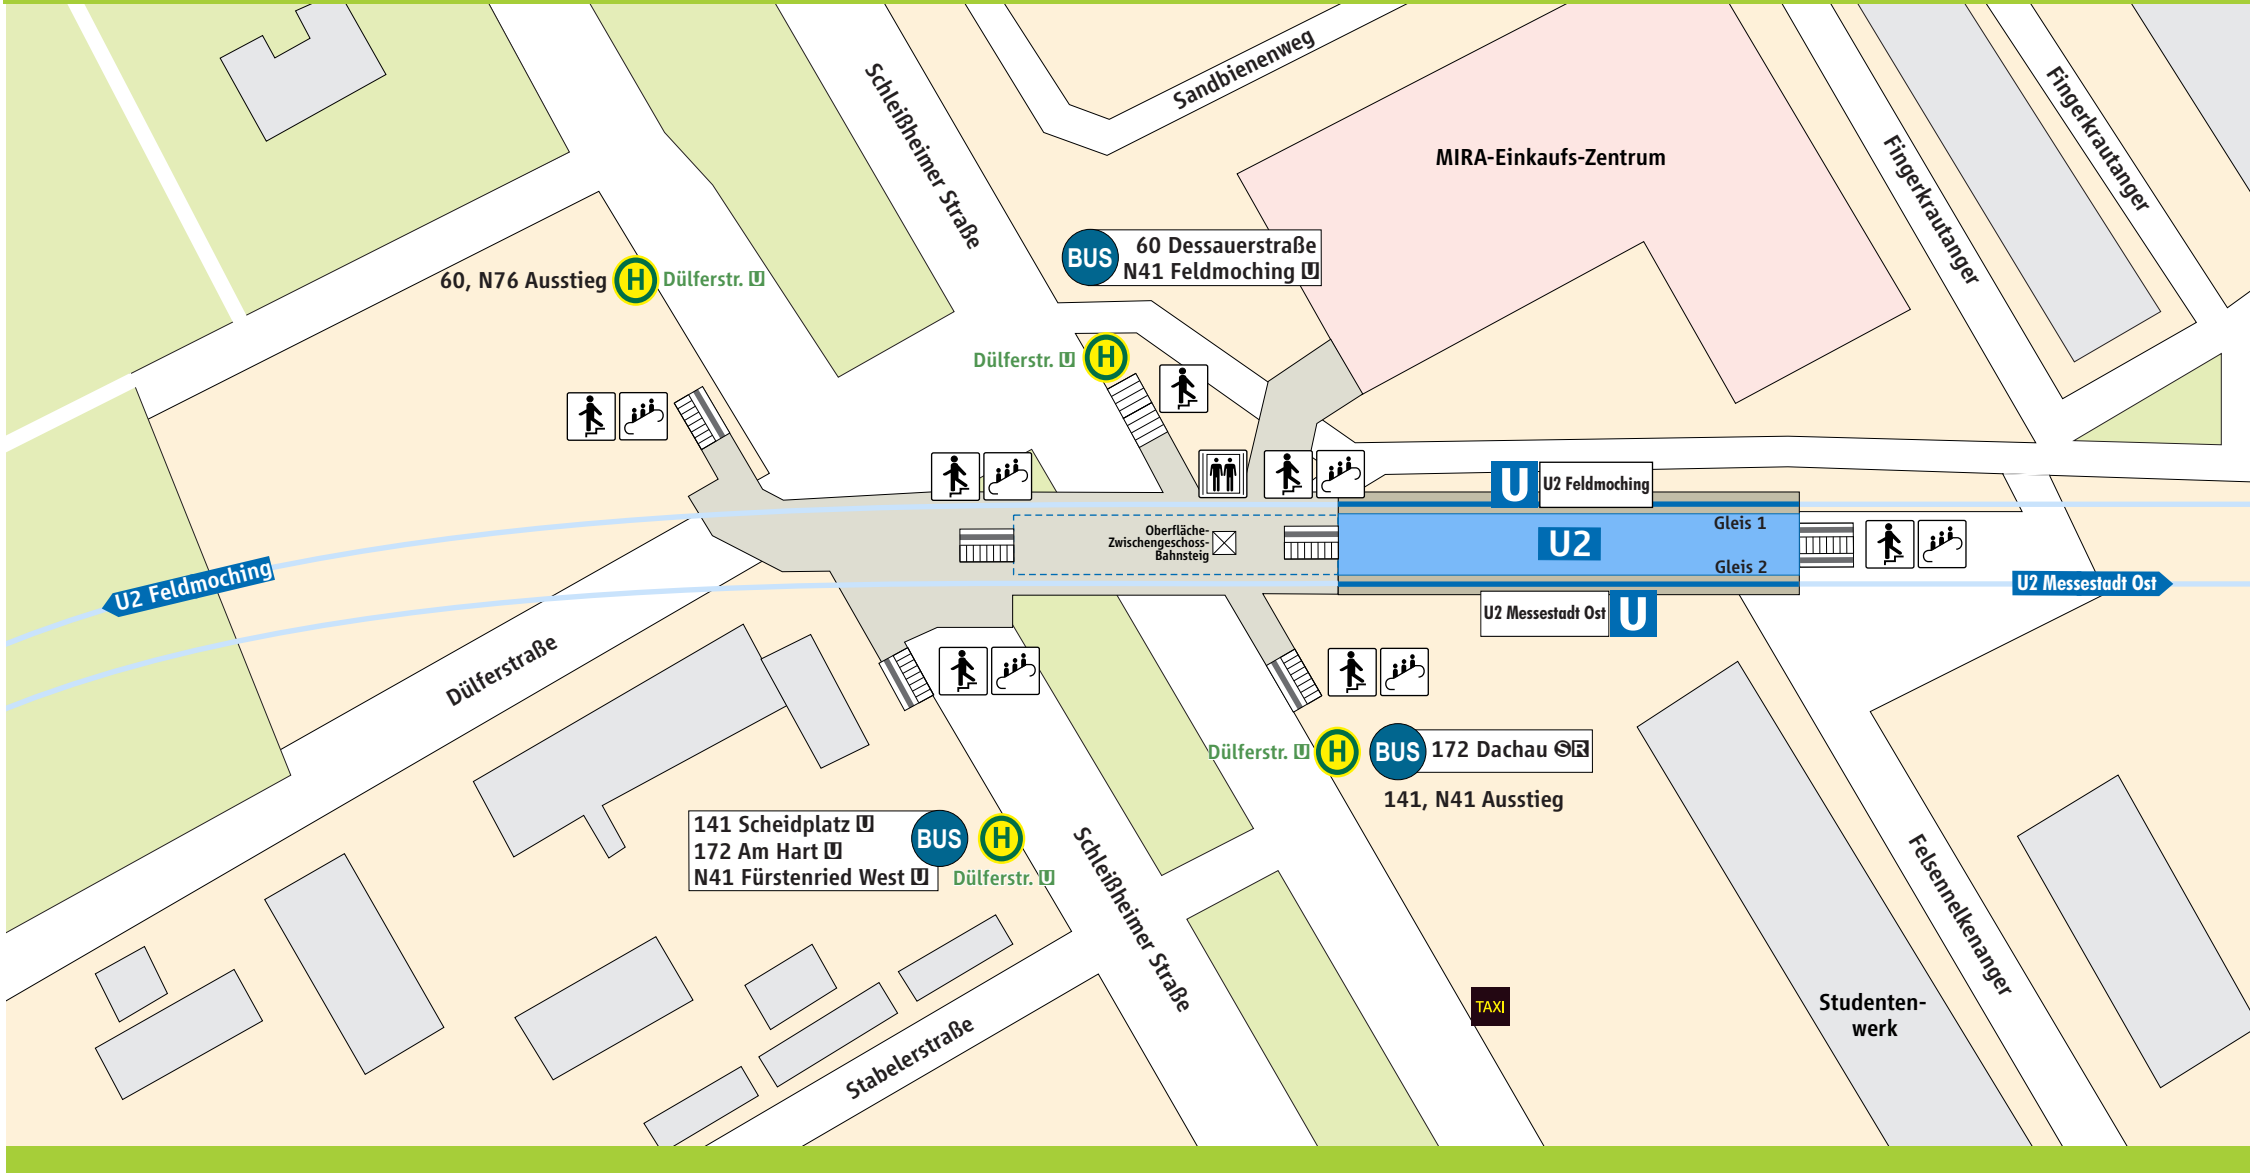 Sandbienenweg
Schleißheimer Straße
Fingerkrautanger
Fingerkrautanger
MIRA-Einkaufs-Zentrum
BUS
60 Dessauerstraße
N41 Feldmoching U
60, N76 Ausstieg
H
Dülferstr. U
Dülferstr. U
H
U
U2 Feldmoching
Gleis 1
Oberfläche-
Zwischengeschoss-
Bahnsteig
U2
Gleis 2
U2 Feldmoching
U2 Messestadt Ost
U2 Messestadt Ost
U
Dülferstraße
Dülferstr. U
H
BUS
172 Dachau S R
141, N41 Ausstieg
141 Scheidplatz U
172 Am Hart U
N41 Fürstenried West U
BUS
H
Dülferstr. U
Schleißheimer Straße
Felsennelkenanger
TAXI
Studenten-
werk
Stabelerstraße